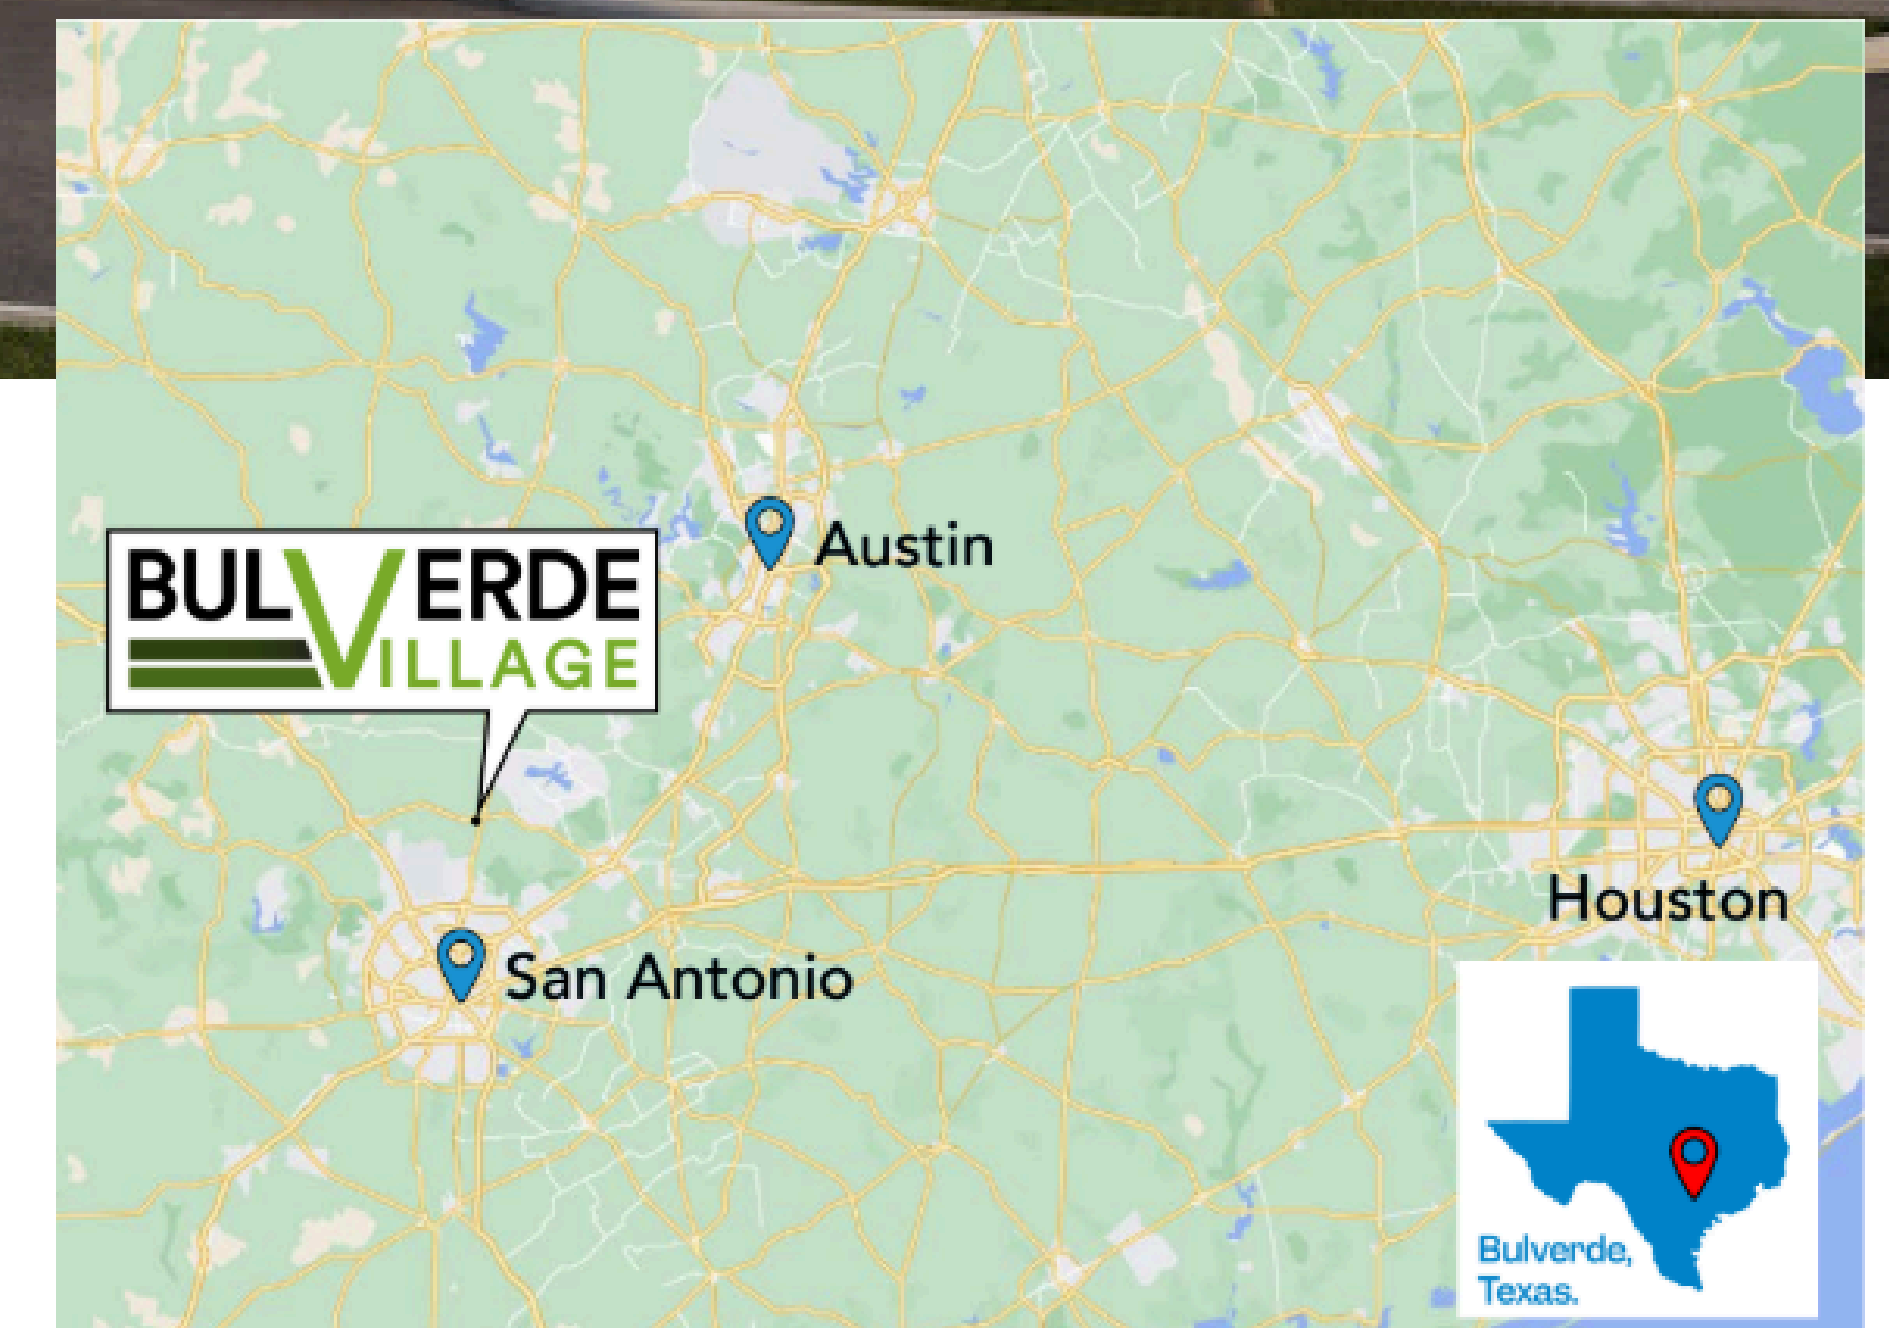 Austin
BULVERDE
VILLAGE
Houston
San Antonio
Bulverde,
Texas.